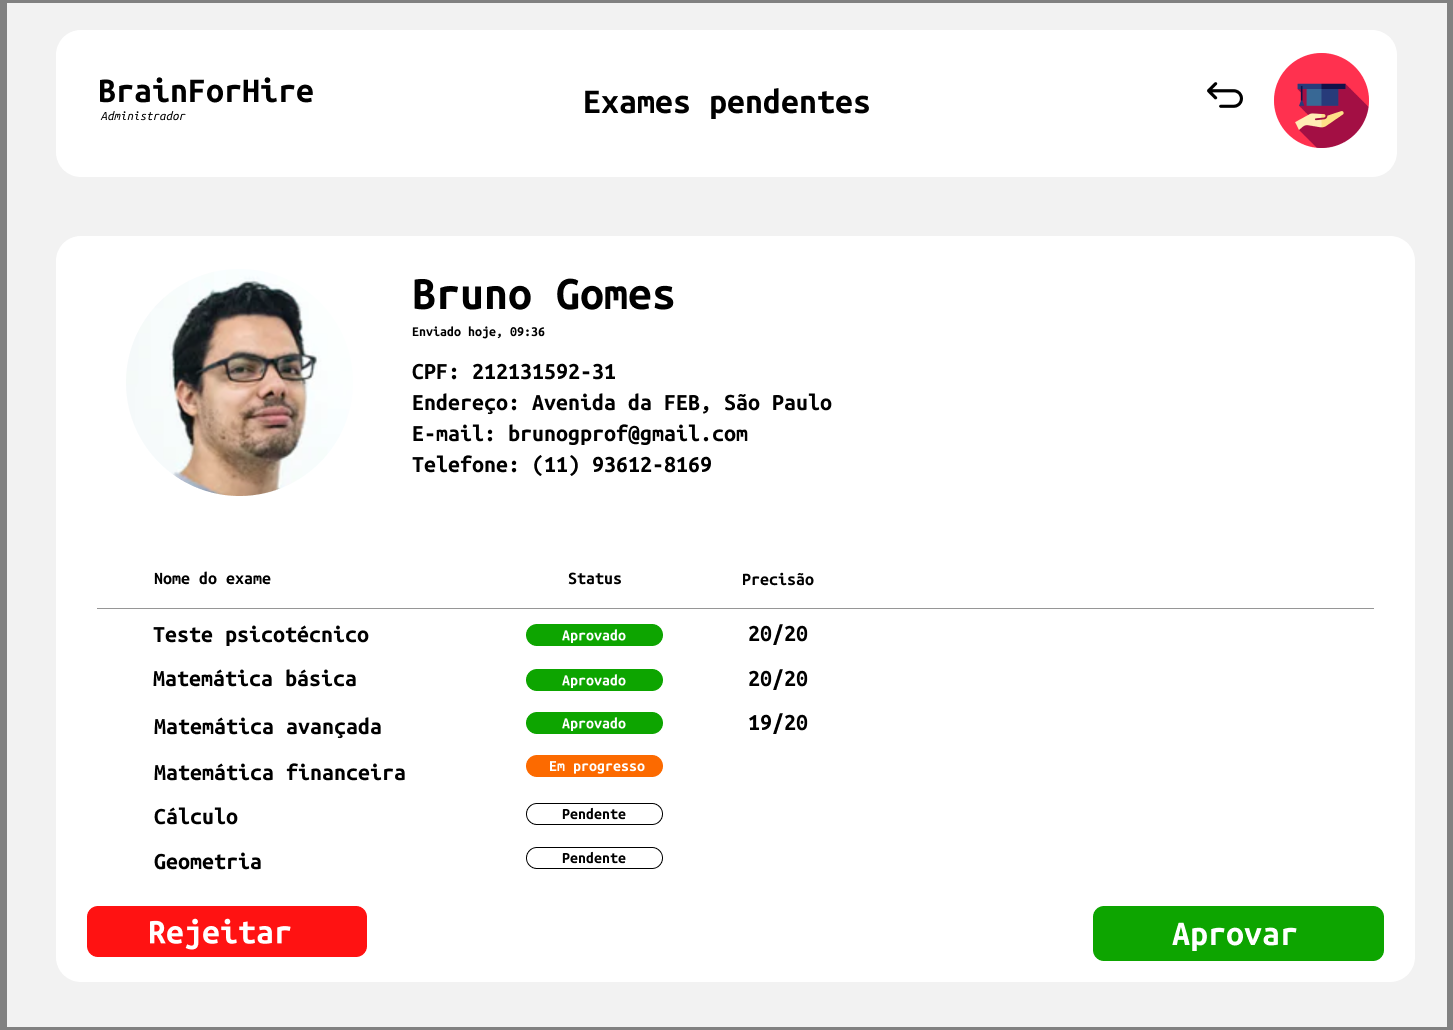 BrainForHire
Administrador
Exames pendentes
Bruno Gomes
Enviado hoje, 09:36
CPF: 212131592-31
Endereço: Avenida da FEB, São Paulo
E-mail: brunogprof@gmail.com
Telefone: (11) 93612-8169
Nome do exame Status Precisão
Teste psicotécnico Aprovado 20/20
Matemática básica Aprovado 20/20
Matemática avançada Aprovado 19/20
Matemática financeira Em progresso
Cálculo Pendente
Geometria Pendente
Rejeitar Aprovar